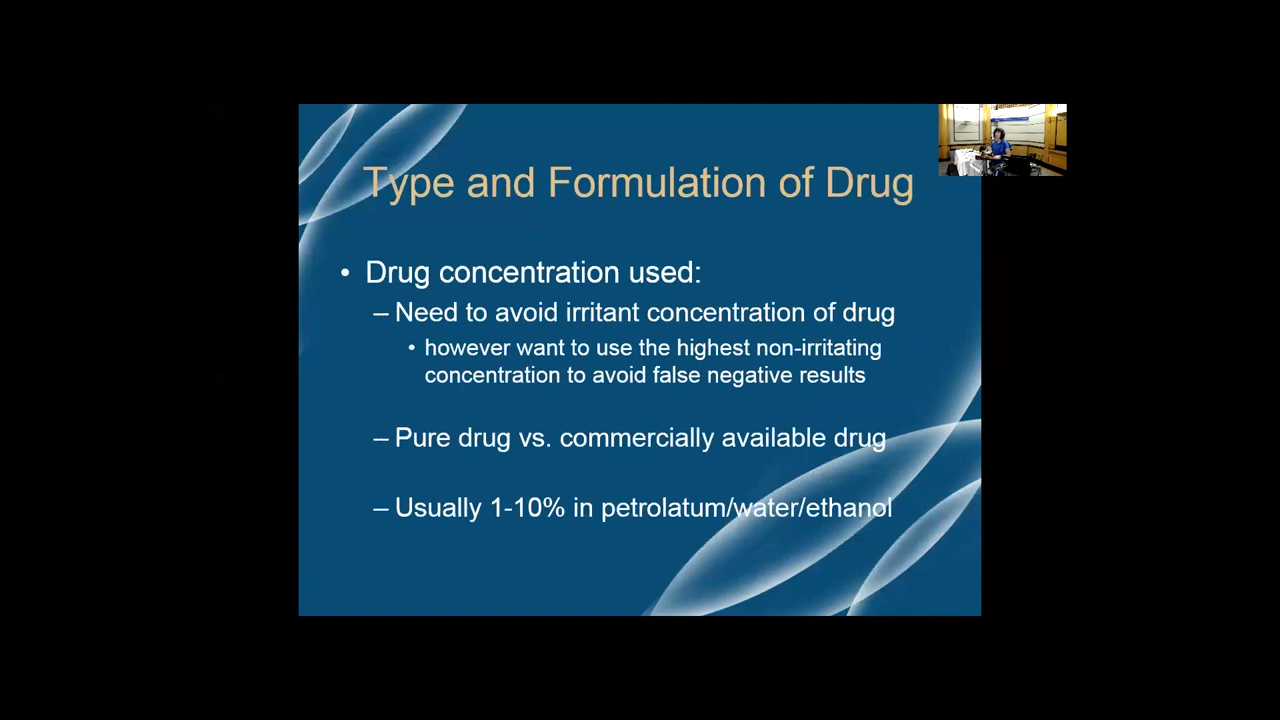 Type and Formulation of Drug
• Drug concentration used:
– Need to avoid irritant concentration of drug
• however want to use the highest non-irritating
concentration to avoid false negative results
– Pure drug vs. commercially available drug
– Usually 1-10% in petrolatum/water/ethanol